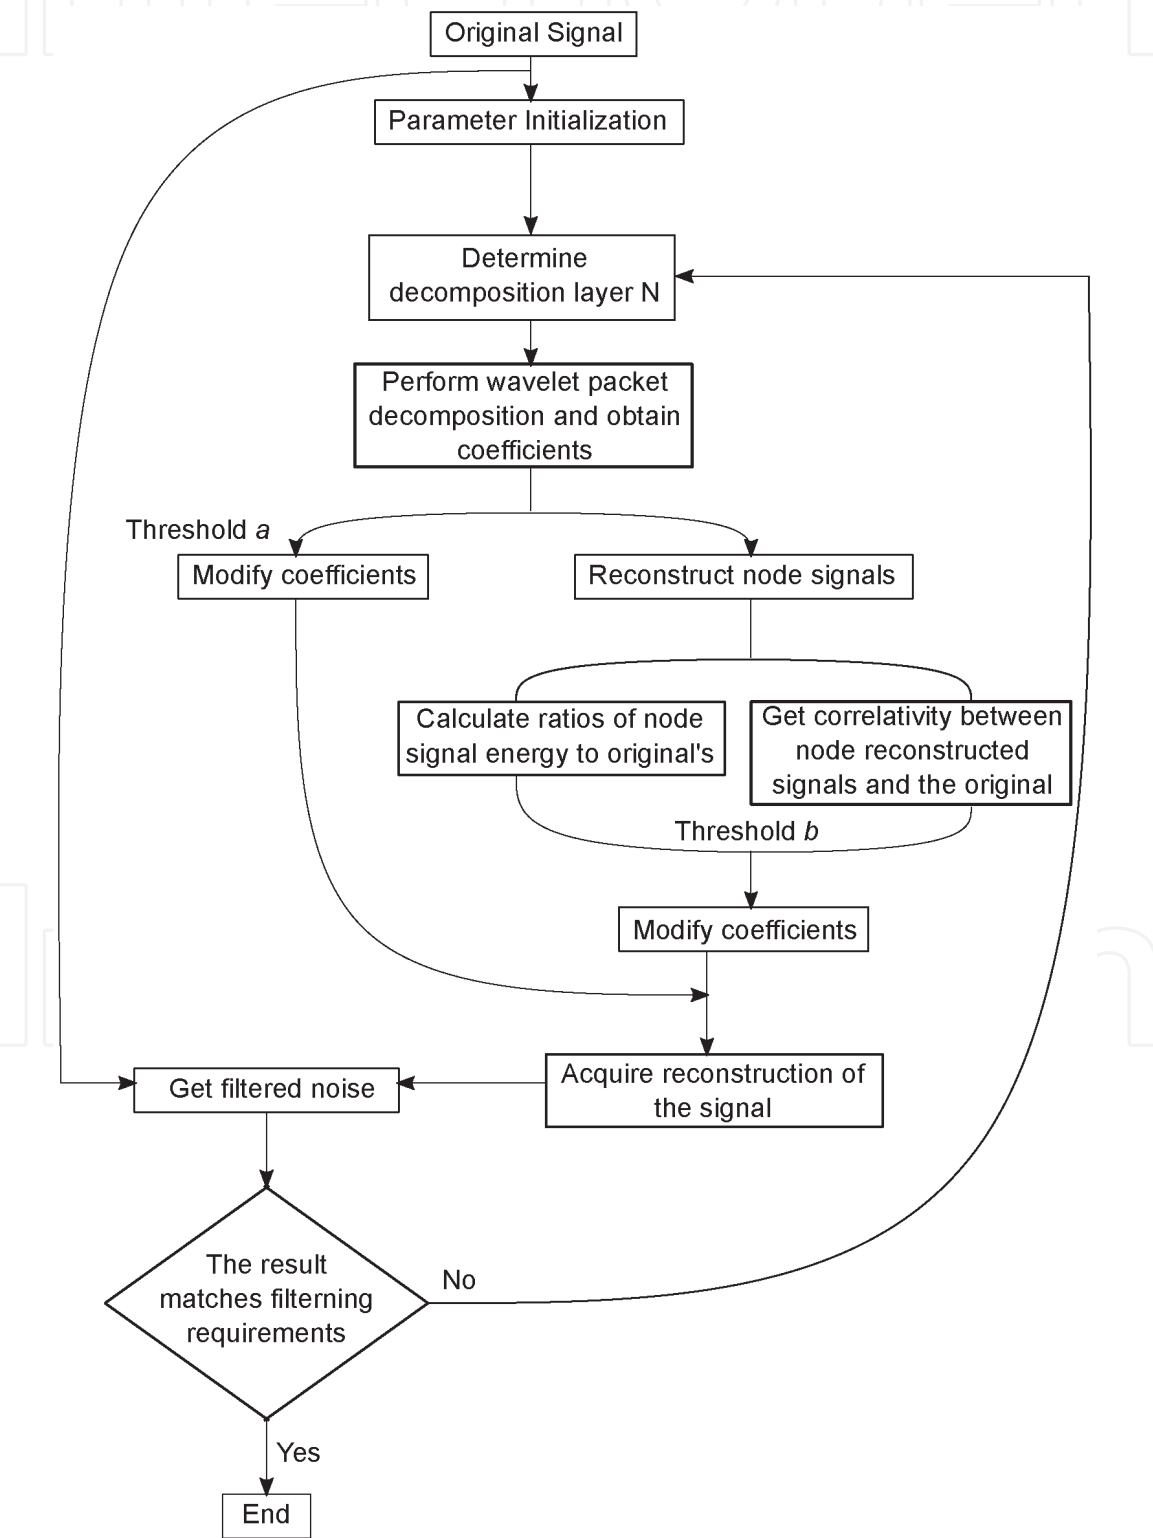 Original Signal
Parameter Initialization
Determine
decomposition layer N
Perform wavelet packet
decomposition and obtain
coefficients
Threshold a
Modify coefficients
Reconstruct node signals
Calculate ratios of node
signal energy to original's
Get correlativity between
node reconstructed
signals and the original
Threshold b
Modify coefficients
Acquire reconstruction of
the signal
Get filtered noise
The result
matches filterning
requirements
No
Yes
End